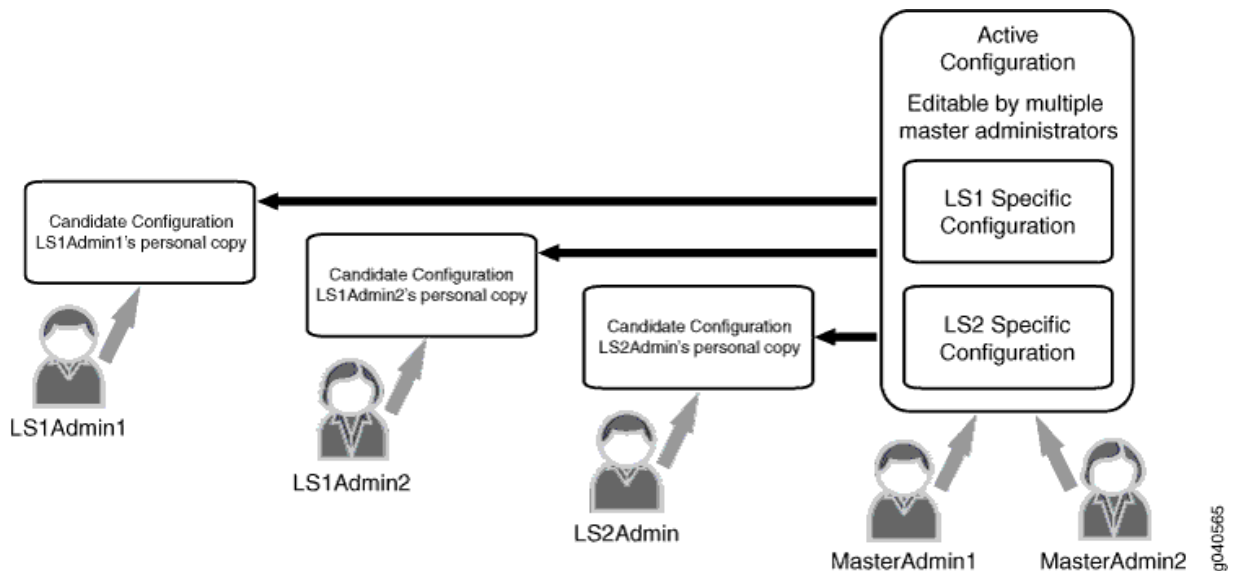 Active
Configuration
Editable by multiple
master administrators
LS1 Specific
Configuration
LS2 Specific
Configuration
Candidate Configuration
LS1Admin1's personal copy
Candidate Configuration
LS1Admin2's personal copy
Candidate Configuration
LS2Admin's personal copy
LS1Admin1
LS1Admin2
LS2Admin
MasterAdmin1
MasterAdmin2
g040565